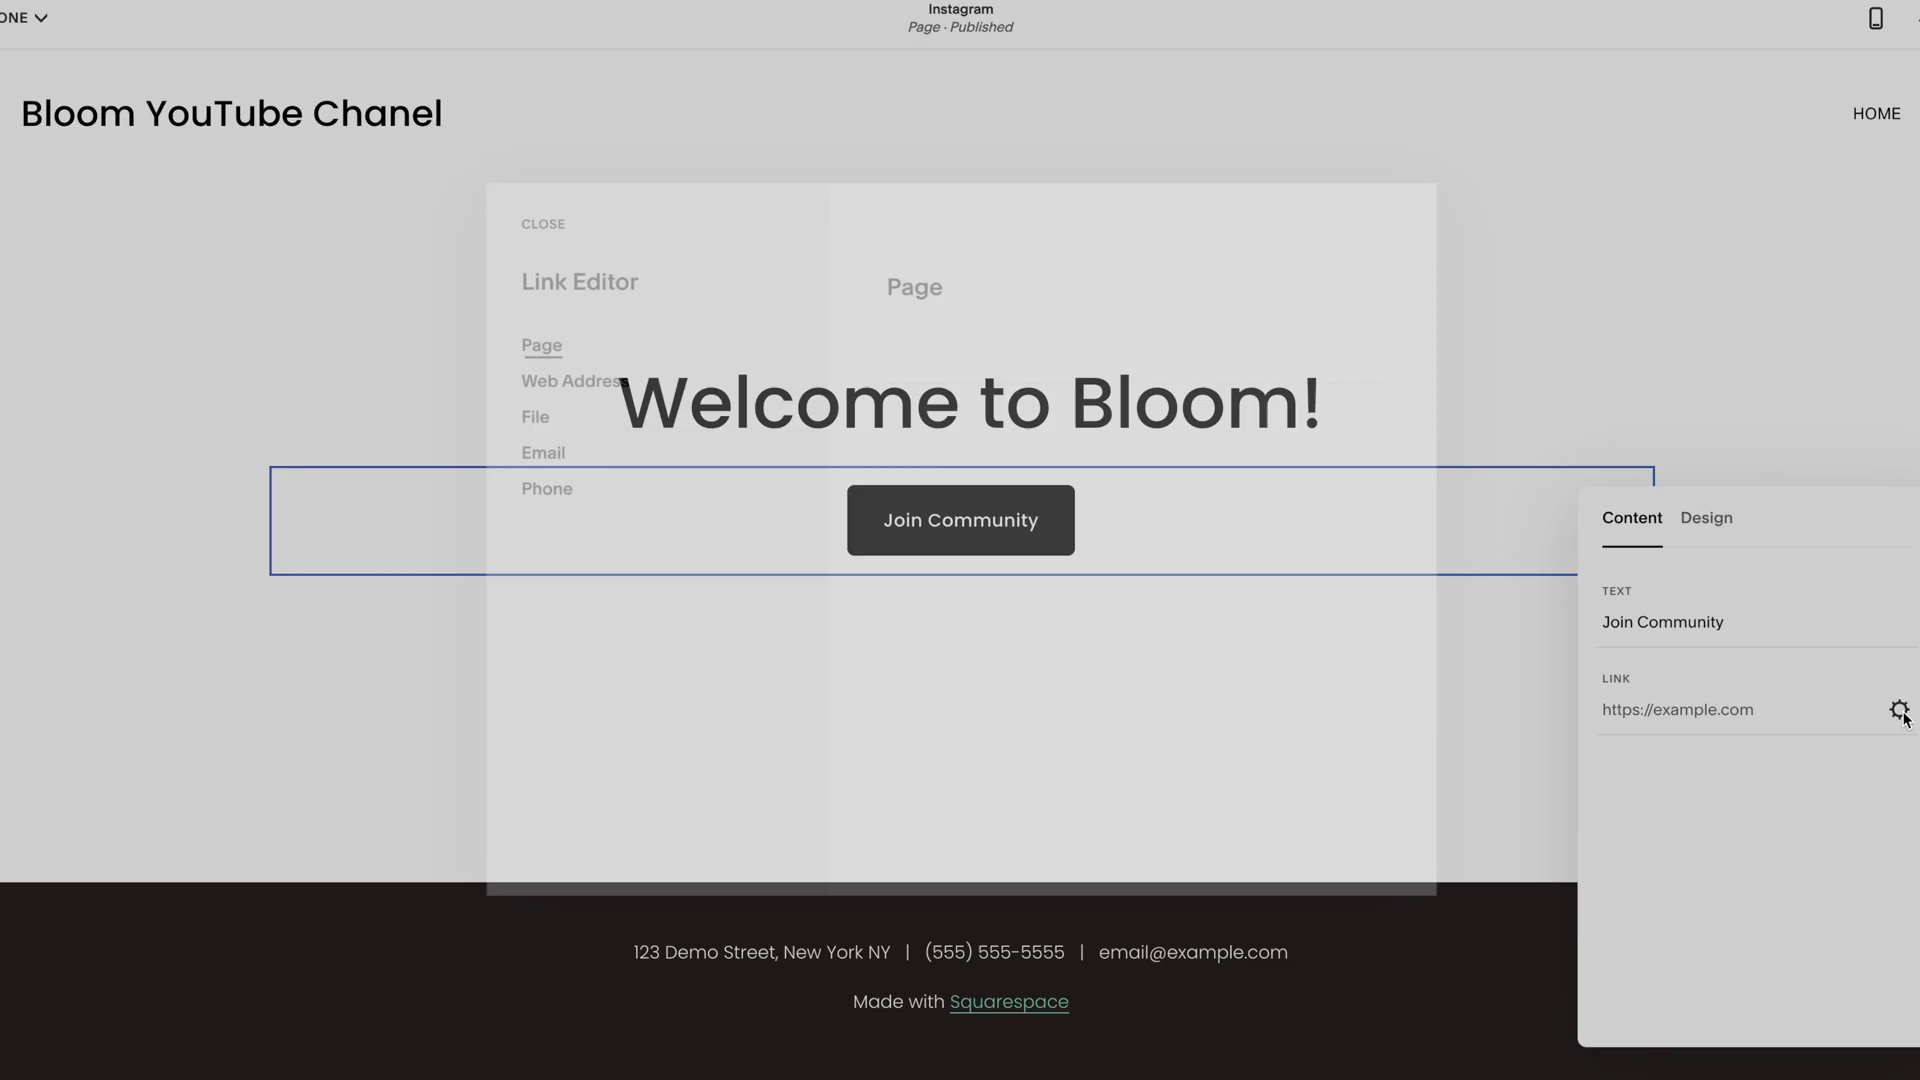 ONE
Instagram
Page · Published
Bloom YouTube Chanel
HOME
CLOSE
Link Editor
Page
Page
Web Address
File
Email
Phone
Welcome to Bloom!
Join Community
Content Design
TEXT
Join Community
LINK
https://example.com
123 Demo Street, New York NY | (555) 555-5555 | email@example.com
Made with Squarespace